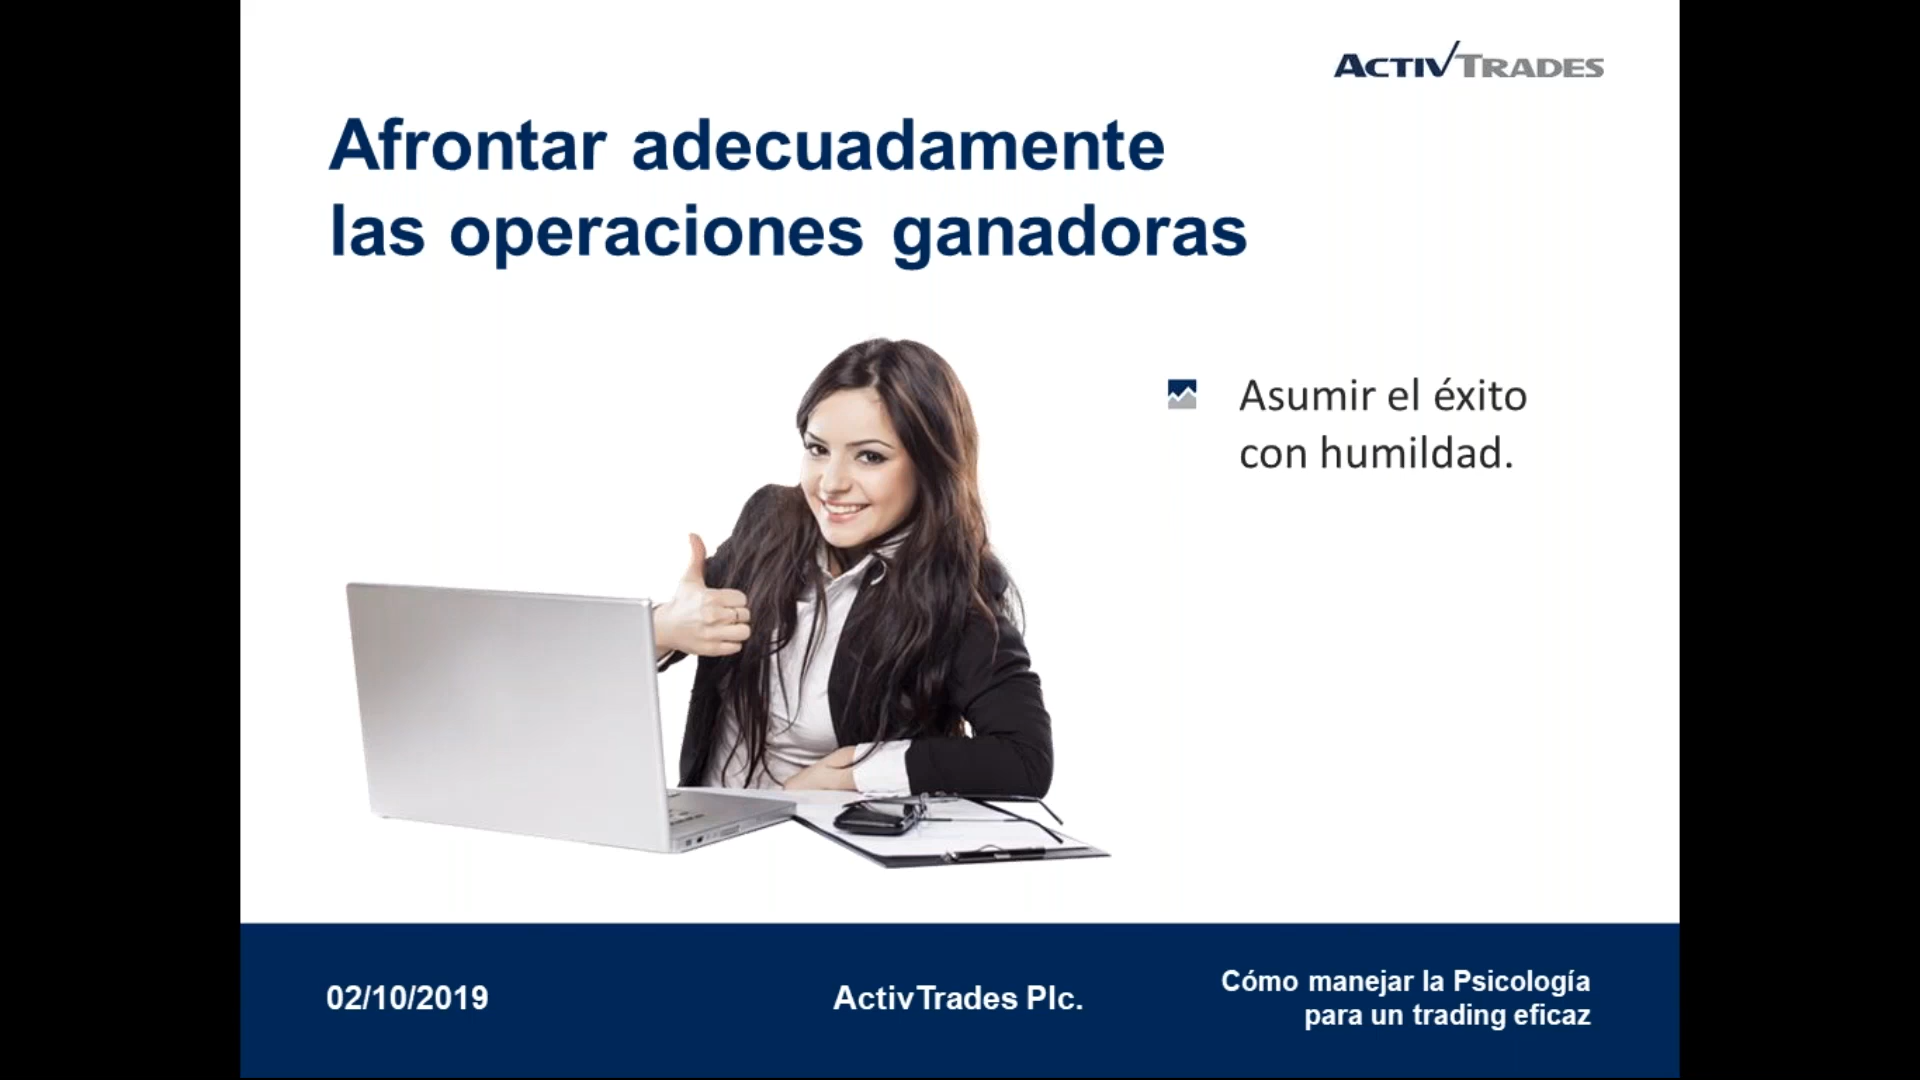 ACTIVTRADES
Afrontar adecuadamente
las operaciones ganadoras
Asumir el éxito
con humildad.
02/10/2019
ActivTrades Plc.
Cómo manejar la Psicología
para un trading eficaz